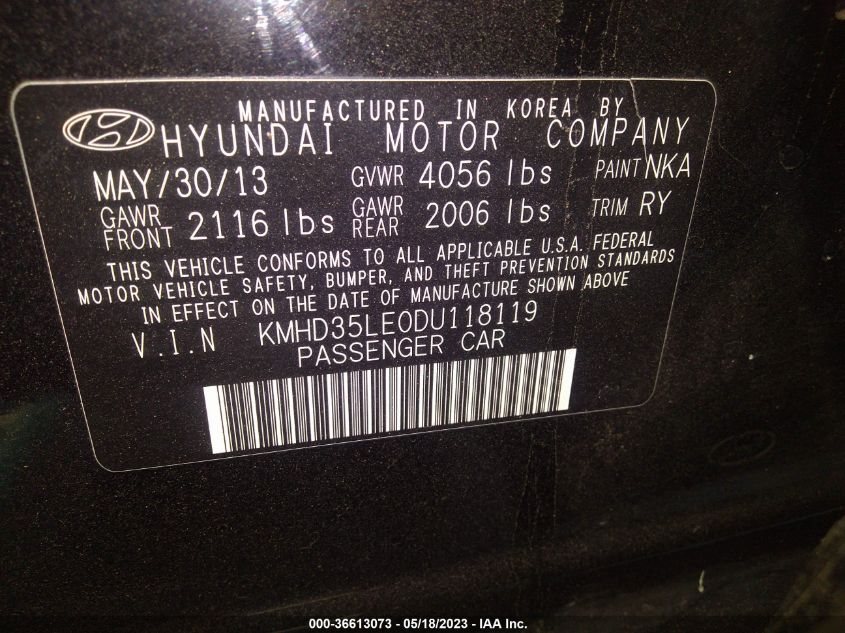 MANUFACTURED IN KOREA BY
HYUNDAI MOTOR COMPANY
MAY/30/13 GVWR 4056 lbs PAINT NKA
GAWR FRONT 2116 lbs GAWR REAR 2006 lbs TRIM RY
THIS VEHICLE CONFORMS TO ALL APPLICABLE U.S.A. FEDERAL
MOTOR VEHICLE SAFETY, BUMPER, AND THEFT PREVENTION STANDARDS
IN EFFECT ON THE DATE OF MANUFACTURE SHOWN ABOVE
V.I.N KMHD35LE0DU118119
PASSENGER CAR
000-36613073 - 05/18/2023 - IAA Inc.